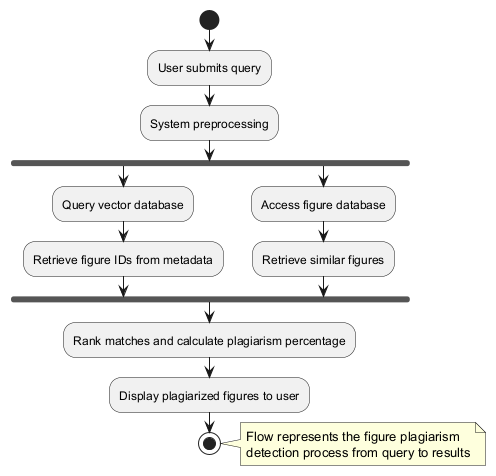 User submits query
System preprocessing
Query vector database
Access figure database
Retrieve figure IDs from metadata
Retrieve similar figures
Rank matches and calculate plagiarism percentage
Display plagiarized figures to user
Flow represents the figure plagiarism
detection process from query to results